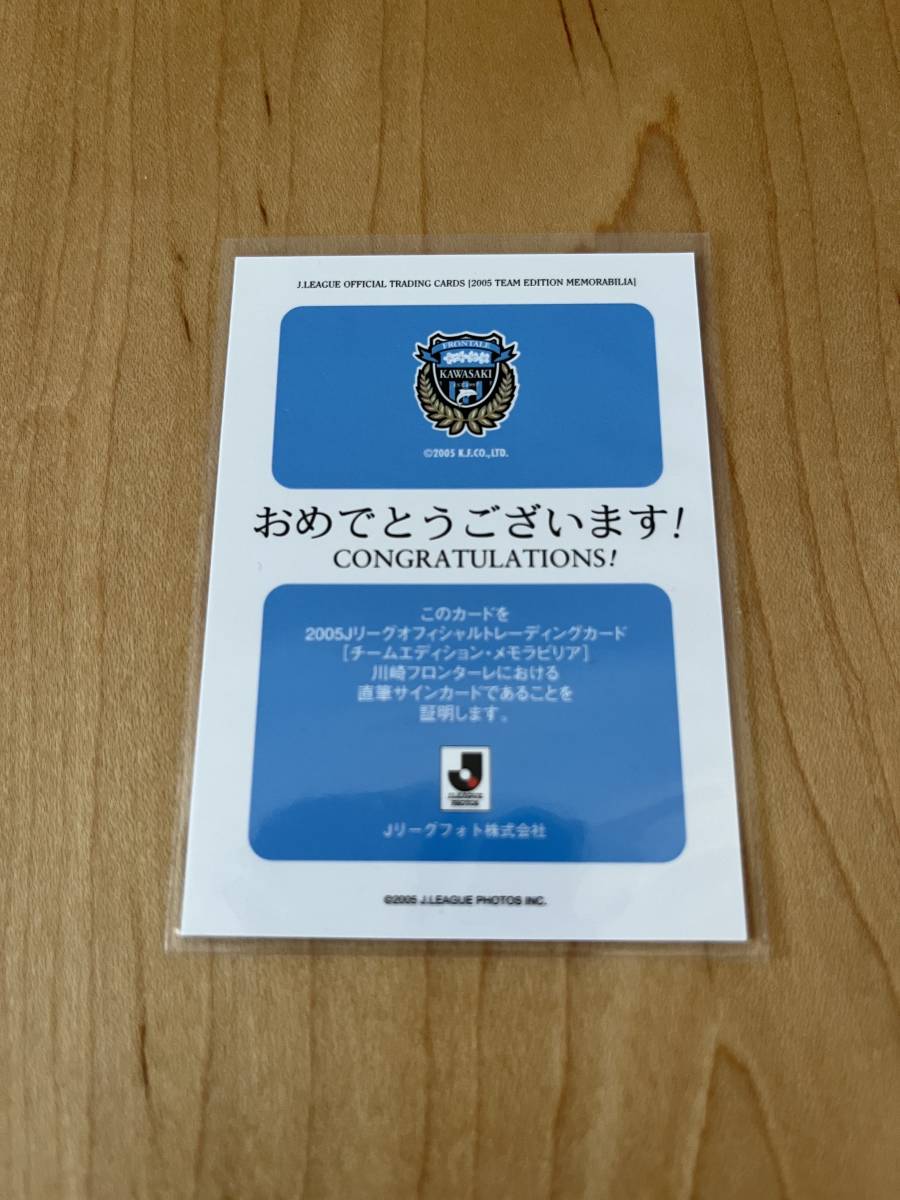 J.LEAGUE OFFICIAL TRADING CARDS [2005 TEAM EDITION MEMORABILIA]
FRONTALE
KAWASAKI
©2005 K.F.CO.,LTD.
おめでとうございます!
CONGRATULATIONS!
このカードを
2005Jリーグオフィシャルトレーディングカード
[チームエディション・メモラビリア]
川崎フロンターレにおける
直筆サインカードであることを
証明します。
J.LEAGUE
PHOTOS
Jリーグフォト株式会社
©2005 J.LEAGUE PHOTOS INC.